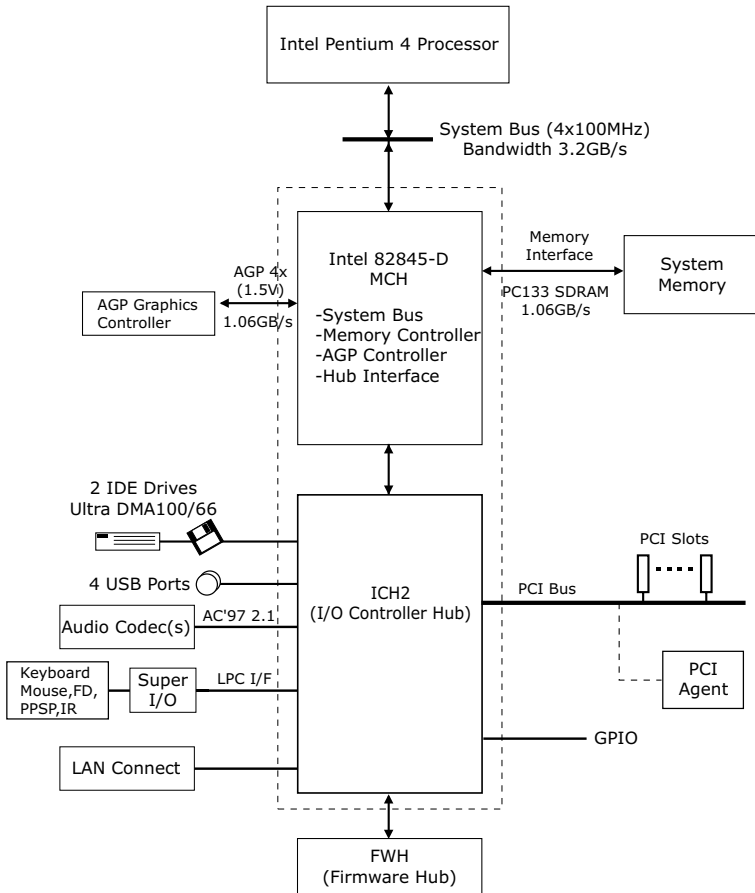 Intel Pentium 4 Processor
System Bus (4x100MHz)
Bandwidth 3.2GB/s
Intel 82845-D
MCH
-System Bus
-Memory Controller
-AGP Controller
-Hub Interface
AGP 4x
(1.5V)
1.06GB/s
AGP Graphics
Controller
Memory
Interface
PC133 SDRAM
1.06GB/s
System
Memory
2 IDE Drives
Ultra DMA100/66
4 USB Ports
Audio Codec(s)
AC'97 2.1
Keyboard
Mouse,FD,
PPSP,IR
Super
I/O
LPC I/F
LAN Connect
ICH2
(I/O Controller Hub)
PCI Slots
PCI Bus
PCI
Agent
GPIO
FWH
(Firmware Hub)